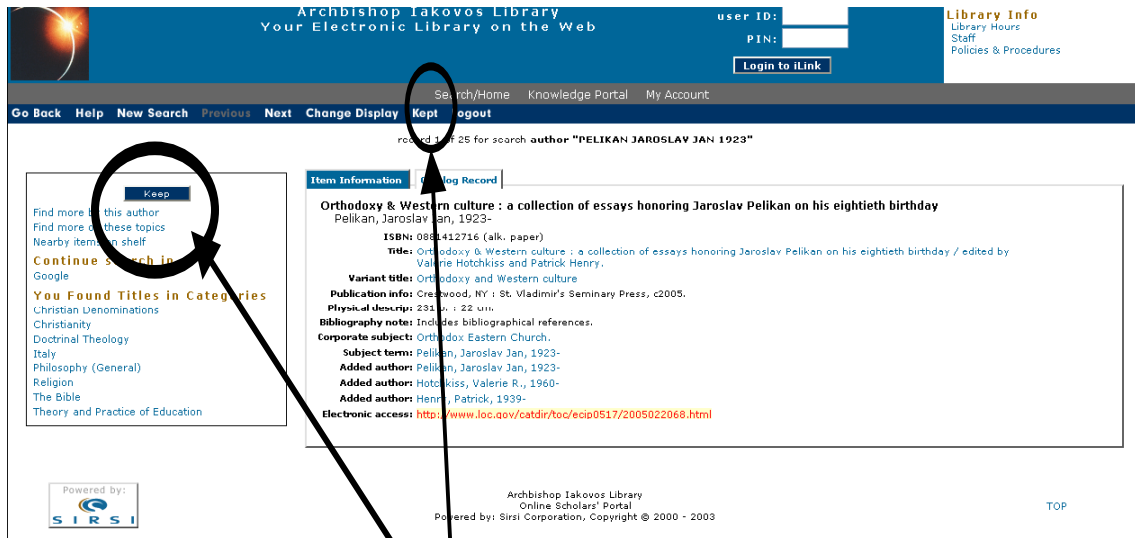 Archbishop Iakovos Library
Your Electronic Library on the Web
user ID:
PIN:
Login to iLink
Library Info
Library Hours
Staff
Policies & Procedures
Search/Home Knowledge Portal My Account
Go Back Help New Search Previous Next Change Display Kept Logout
record 1 of 25 for search author "PELIKAN JAROSLAV JAN 1923"
Keep
Find more by this author
Find more on these topics
Nearby items on shelf
Continue search in
Google
You Found Titles in Categories
Christian Denominations
Christianity
Doctrinal Theology
Italy
Philosophy (General)
Religion
The Bible
Theory and Practice of Education
Item Information Catalog Record
Orthodoxy & Western culture : a collection of essays honoring Jaroslav Pelikan on his eightieth birthday
Pelikan, Jaroslav Jan, 1923-
ISBN: 0881412716 (alk. paper)
Title: Orthodoxy & Western culture : a collection of essays honoring Jaroslav Pelikan on his eightieth birthday / edited by
Valerie Hotchkiss and Patrick Henry.
Variant title: Orthodoxy and Western culture
Publication info: Crestwood, NY : St. Vladimir's Seminary Press, c2005.
Physical descrip: 231 p. : 22 cm.
Bibliography note: Includes bibliographical references.
Corporate subject: Orthodox Eastern Church.
Subject term: Pelikan, Jaroslav Jan, 1923-
Added author: Pelikan, Jaroslav Jan, 1923-
Added author: Hotchkiss, Valerie R., 1960-
Added author: Henry, Patrick, 1939-
Electronic access: http://www.loc.gov/catdir/toc/ecip0517/2005022068.html
Powered by:
SIRSI
Archbishop Iakovos Library
Online Scholars' Portal
Powered by: Sirsi Corporation, Copyright © 2000 - 2003
TOP